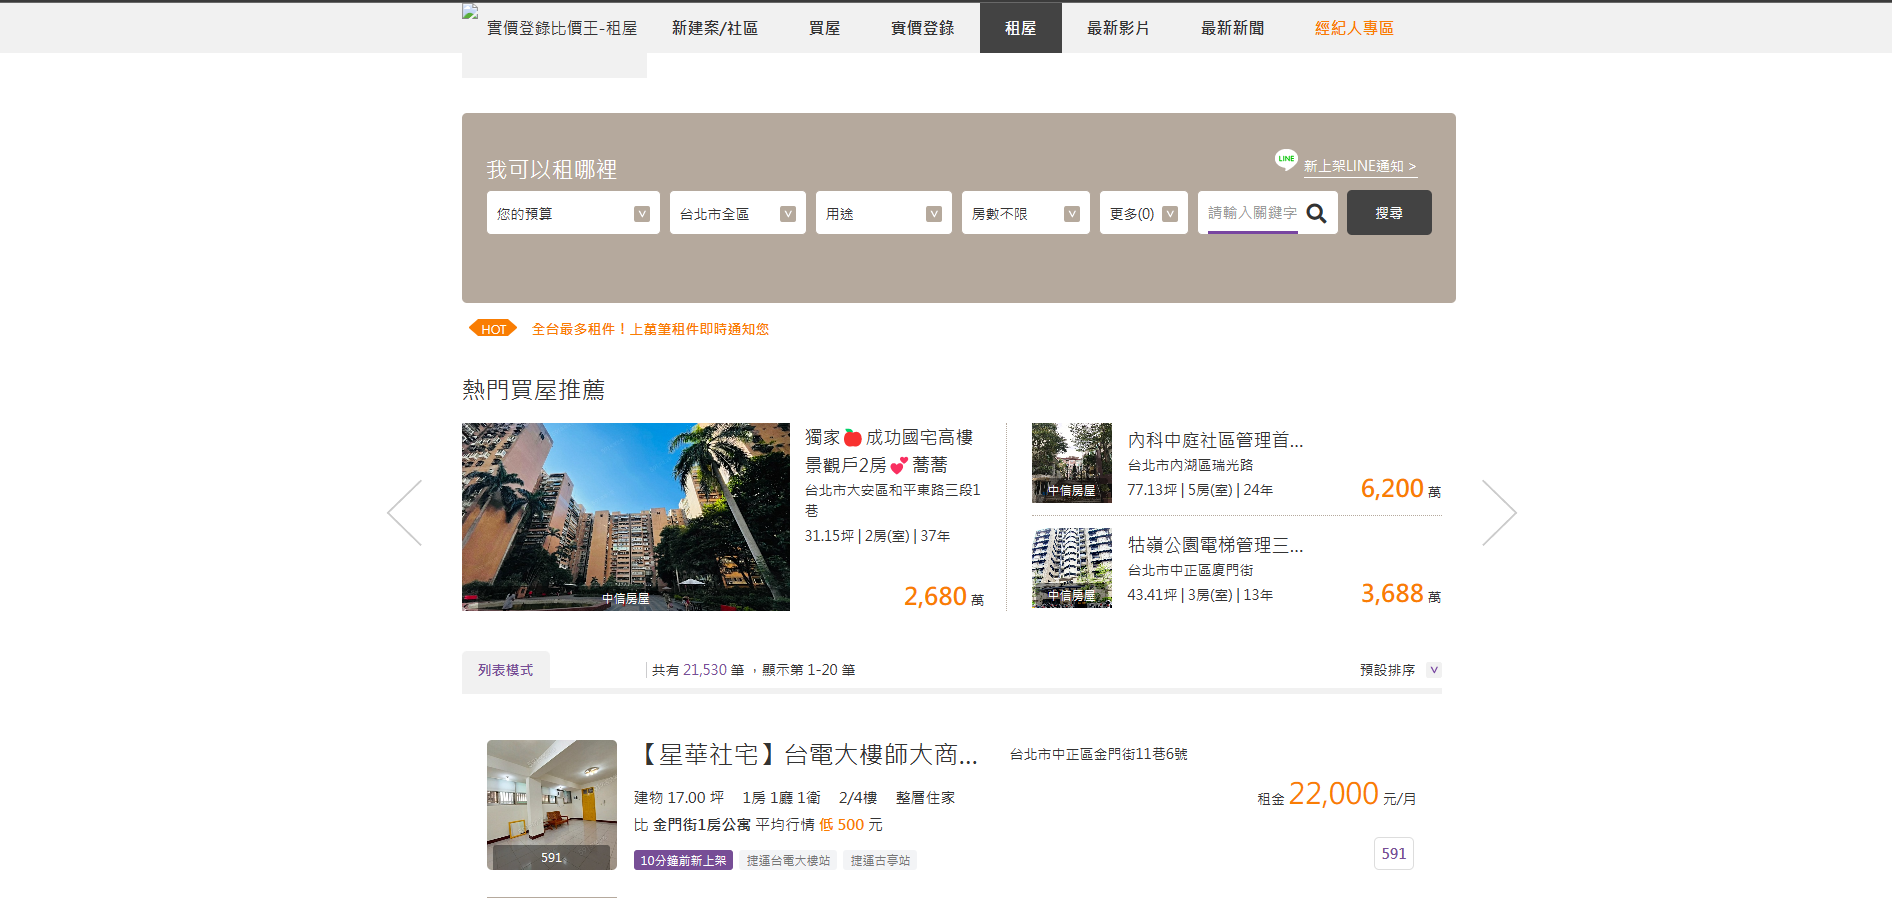 實價登錄比價王-租屋
新建案/社區
買屋
實價登錄
租屋
最新影片
最新新聞
經紀人專區
我可以租哪裡
LINE
新上架LINE通知 >
您的預算
台北市全區
用途
房數不限
更多(0)
請輸入關鍵字
搜尋
HOT
全台最多租件！上萬筆租件即時通知您
熱門買屋推薦
中信房屋
獨家🍎成功國宅高樓
景觀戶2房💕蕎蕎
台北市大安區和平東路三段1
巷
31.15坪 | 2房(室) | 37年
2,680 萬
中信房屋
內科中庭社區管理首...
台北市內湖區瑞光路
77.13坪 | 5房(室) | 24年
6,200 萬
中信房屋
牯嶺公園電梯管理三...
台北市中正區廈門街
43.41坪 | 3房(室) | 13年
3,688 萬
列表模式
共有 21,530 筆 ，顯示第 1-20 筆
預設排序
591
【星華社宅】台電大樓師大商...
台北市中正區金門街11巷6號
建物 17.00 坪 1房 1廳 1衛 2/4樓 整層住家
租金 22,000 元/月
比 金門街1房公寓 平均行情 低 500 元
10分鐘前新上架 捷運台電大樓站 捷運古亭站
591